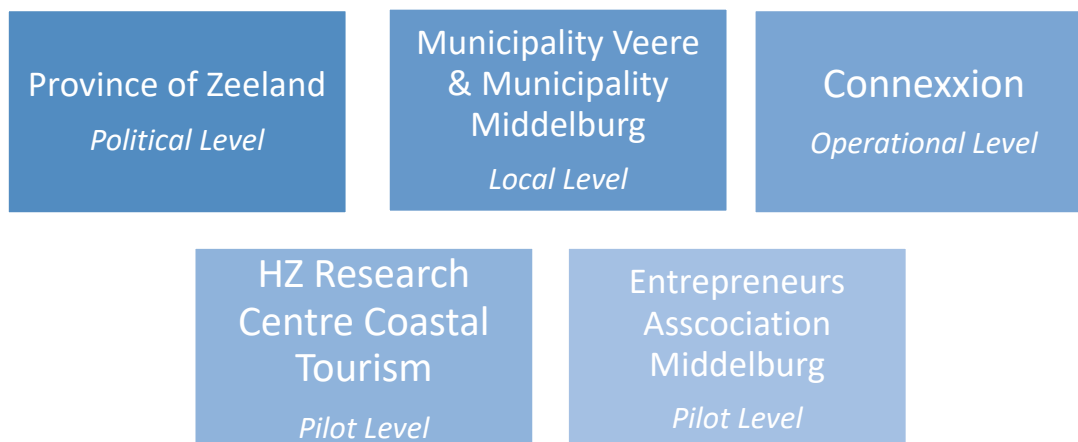 Province of Zeeland
Political Level
Municipality Veere
& Municipality
Middelburg
Local Level
Connexxion
Operational Level
HZ Research
Centre Coastal
Tourism
Pilot Level
Entrepreneurs
Asscociation
Middelburg
Pilot Level